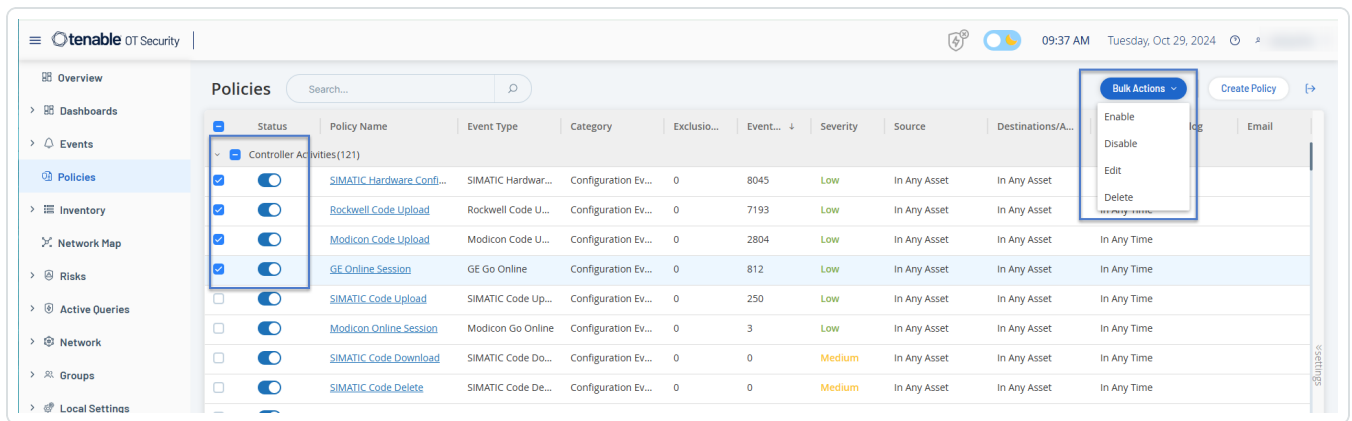 tenable OT Security
09:37 AM Tuesday, Oct 29, 2024
Overview
Dashboards
Events
Policies
Inventory
Network Map
Risks
Active Queries
Network
Groups
Local Settings
Policies Search... Bulk Actions Create Policy
Enable
Disable
Edit
Delete
Status Policy Name Event Type Category Exclusio... Event... Severity Source Destinations/A... Email
Controller Activities (121)
SIMATIC Hardware Confi... SIMATIC Hardwar... Configuration Ev... 0 8045 Low In Any Asset In Any Asset
Rockwell Code Upload Rockwell Code U... Configuration Ev... 0 7193 Low In Any Asset In Any Asset In Any Time
Modicon Code Upload Modicon Code U... Configuration Ev... 0 2804 Low In Any Asset In Any Asset In Any Time
GE Online Session GE Go Online Configuration Ev... 0 812 Low In Any Asset In Any Asset In Any Time
SIMATIC Code Upload SIMATIC Code Up... Configuration Ev... 0 250 Low In Any Asset In Any Asset In Any Time
Modicon Online Session Modicon Go Online Configuration Ev... 0 3 Low In Any Asset In Any Asset In Any Time
SIMATIC Code Download SIMATIC Code Do... Configuration Ev... 0 0 Medium In Any Asset In Any Asset In Any Time
SIMATIC Code Delete SIMATIC Code De... Configuration Ev... 0 0 Medium In Any Asset In Any Asset In Any Time
Settings